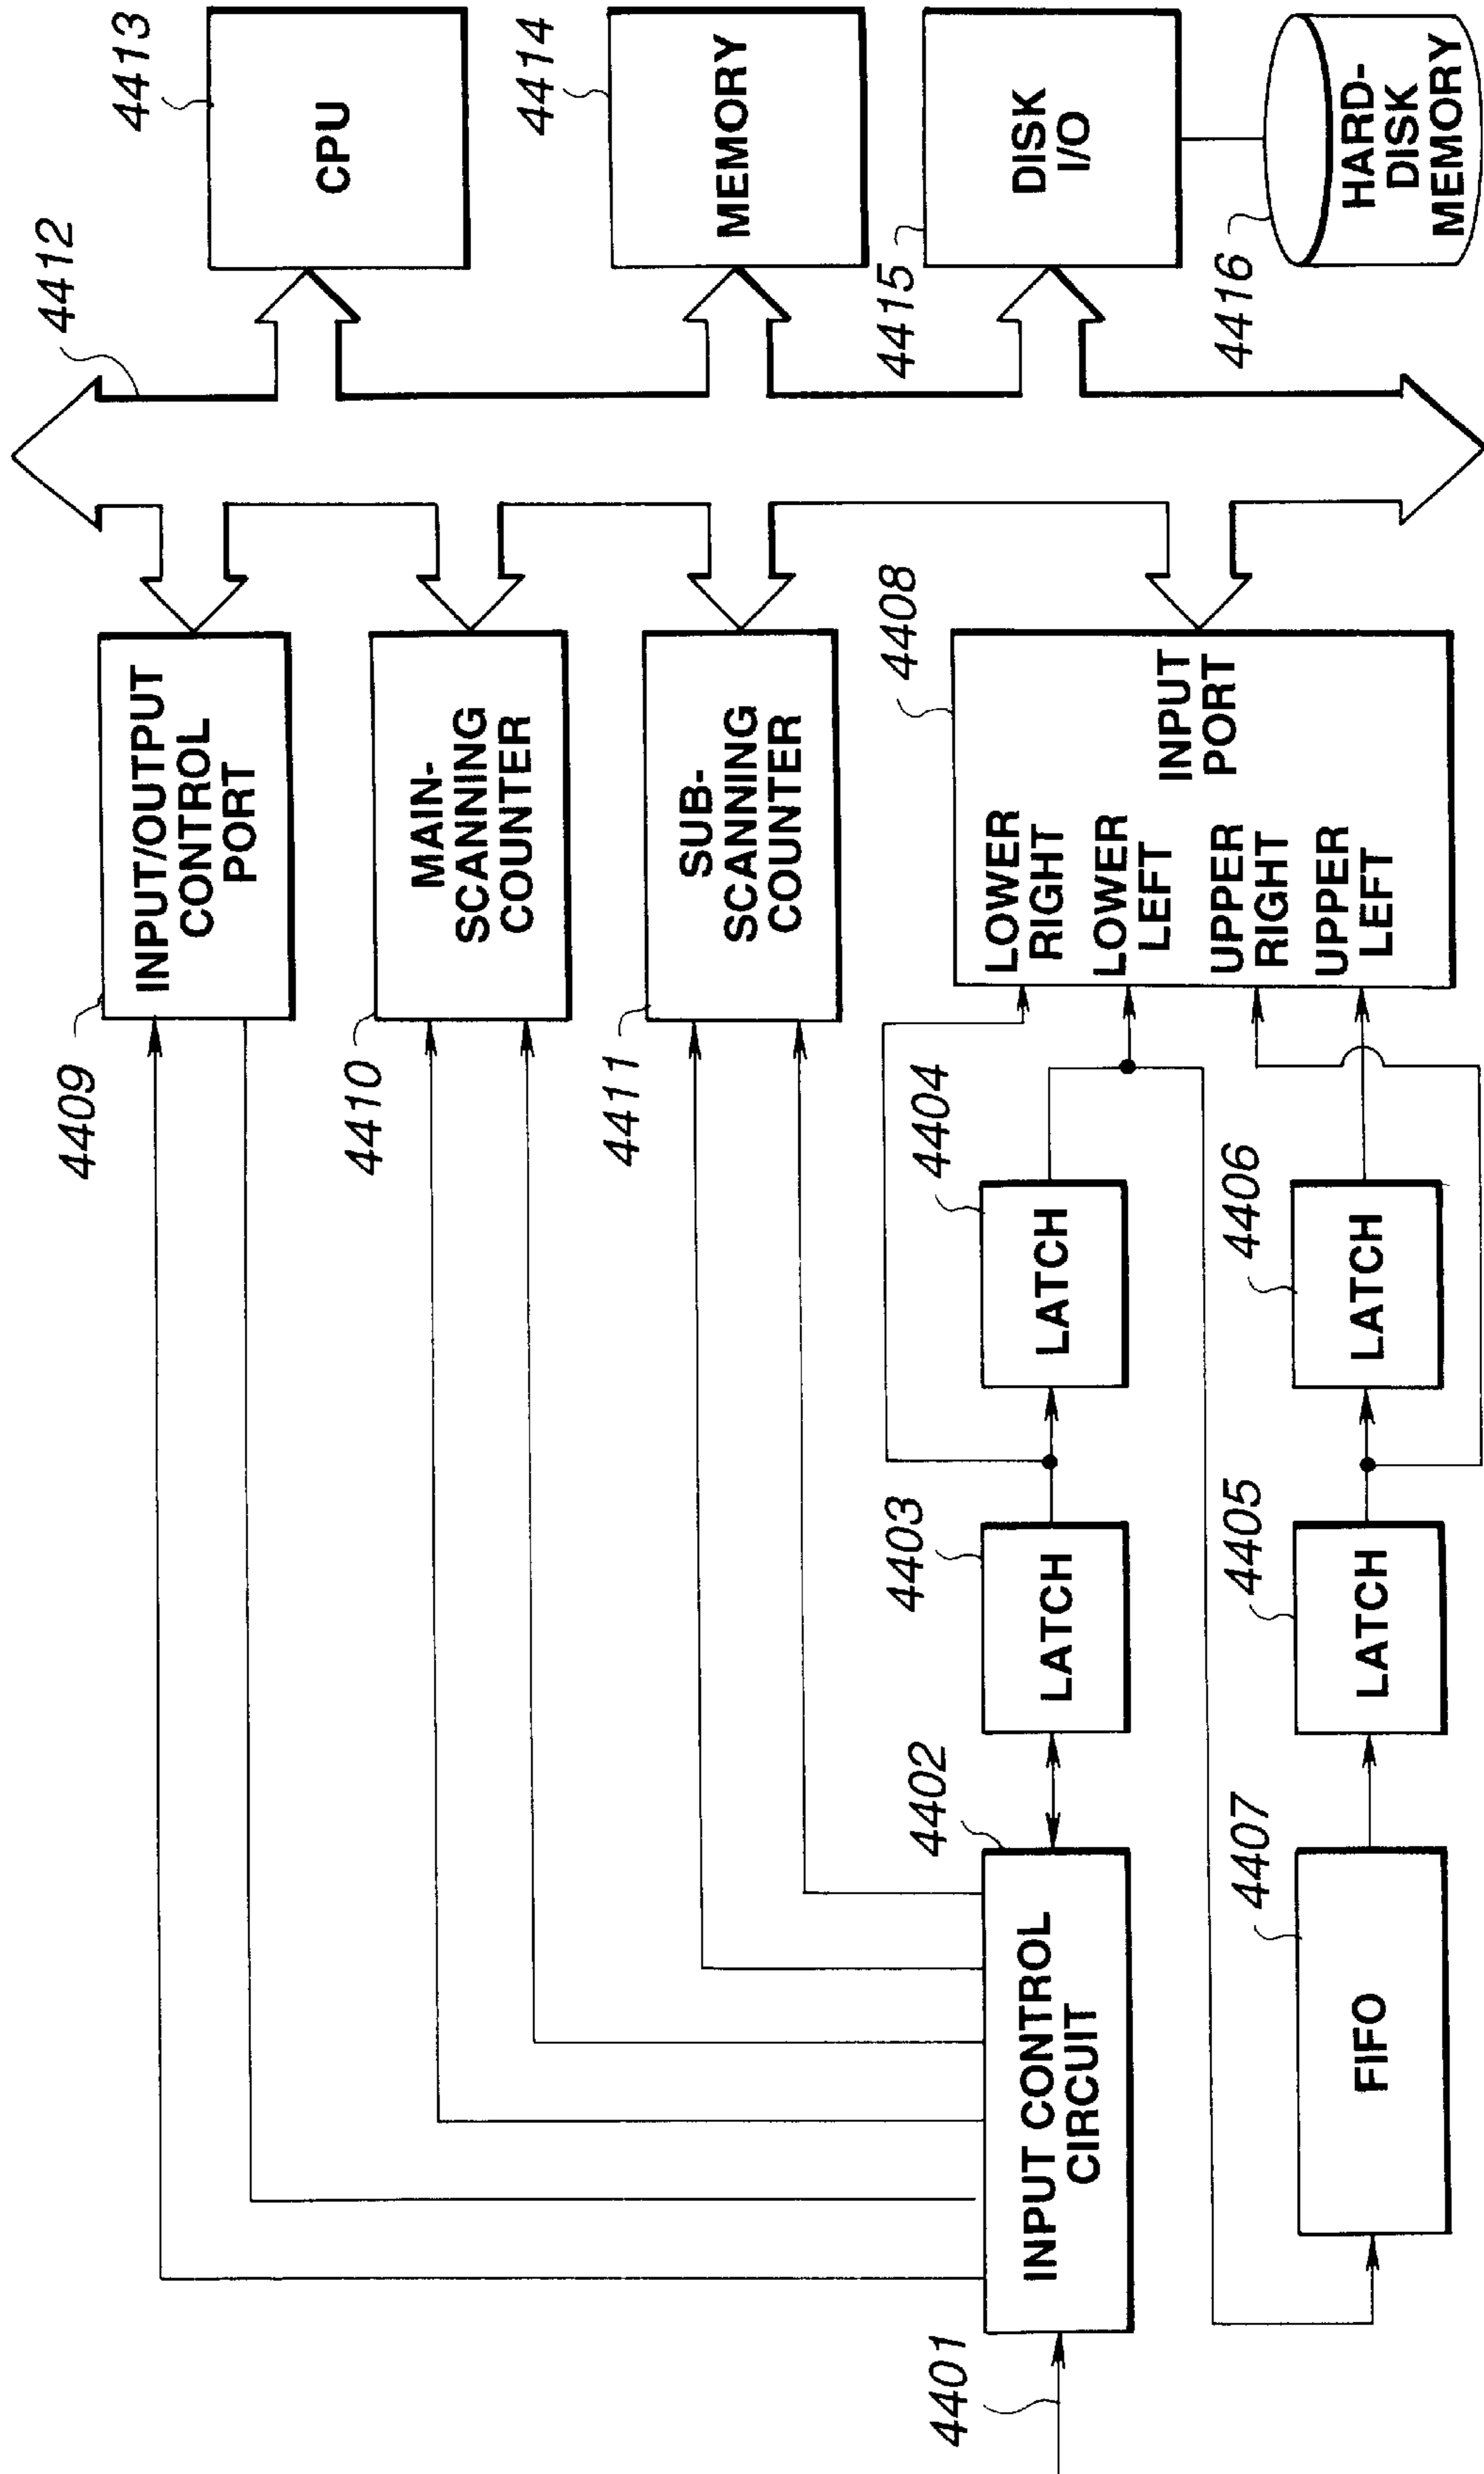 4412
4413
CPU
4414
MEMORY
4415
DISK
I/O
4416
HARD-
DISK
MEMORY
4409
INPUT/OUTPUT
CONTROL
PORT
4410
MAIN-
SCANNING
COUNTER
4411
SUB-
SCANNING
COUNTER
4408
LOWER
RIGHT
LOWER
LEFT
UPPER
RIGHT
UPPER
LEFT
INPUT
PORT
4401
4402
INPUT CONTROL
CIRCUIT
4403
LATCH
4404
LATCH
4407
FIFO
4405
LATCH
4406
LATCH